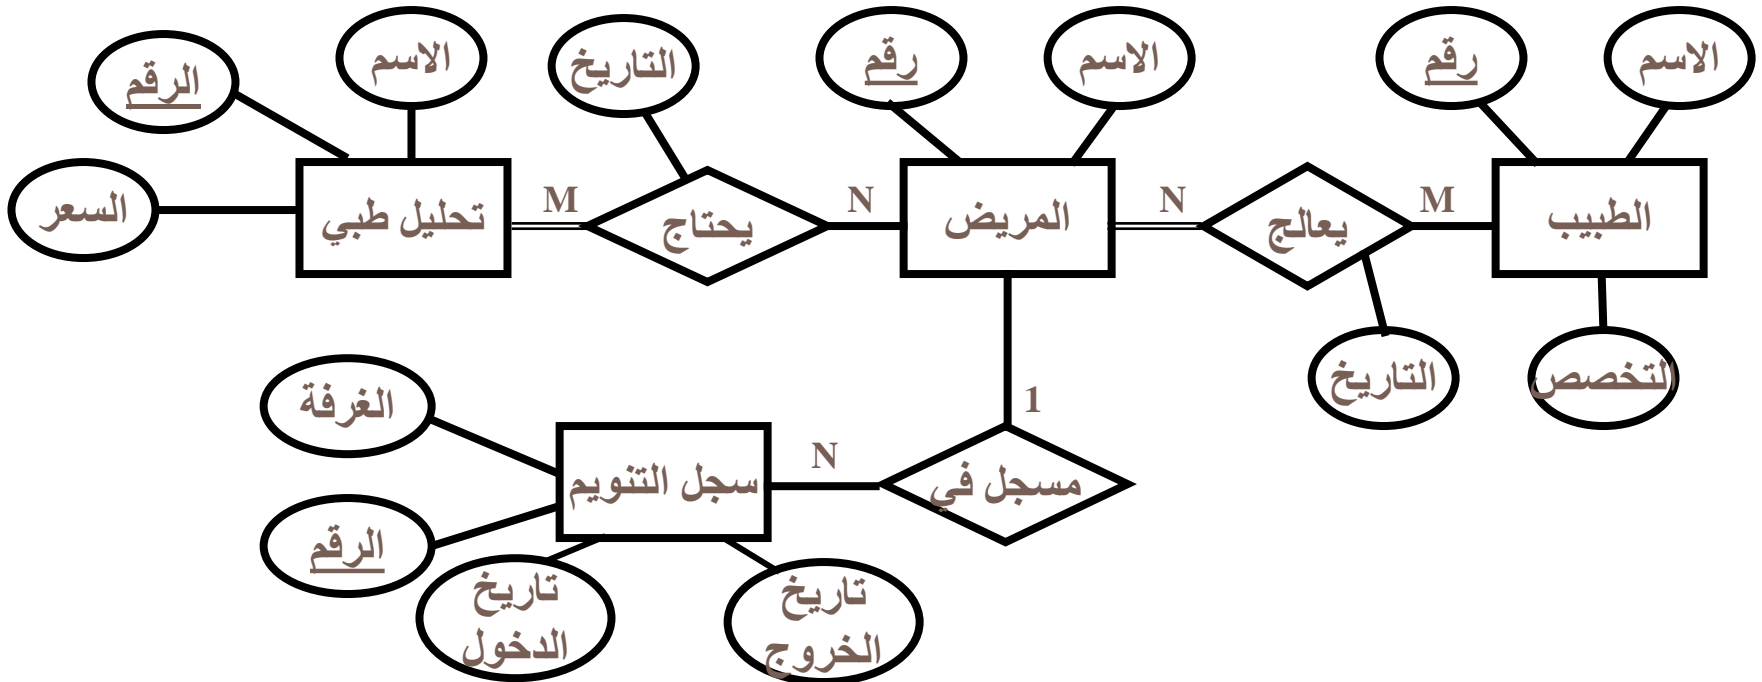 الاسم
رقم
الاسم
رقم
التاريخ
الاسم
الرقم
الطبيب
M
يعالج
N
المريض
N
يحتاج
M
تحليل طبي
السعر
التخصص
التاريخ
1
مسجل في
N
سجل التنويم
الغرفة
الرقم
تاريخ
الخروج
تاريخ
الدخول